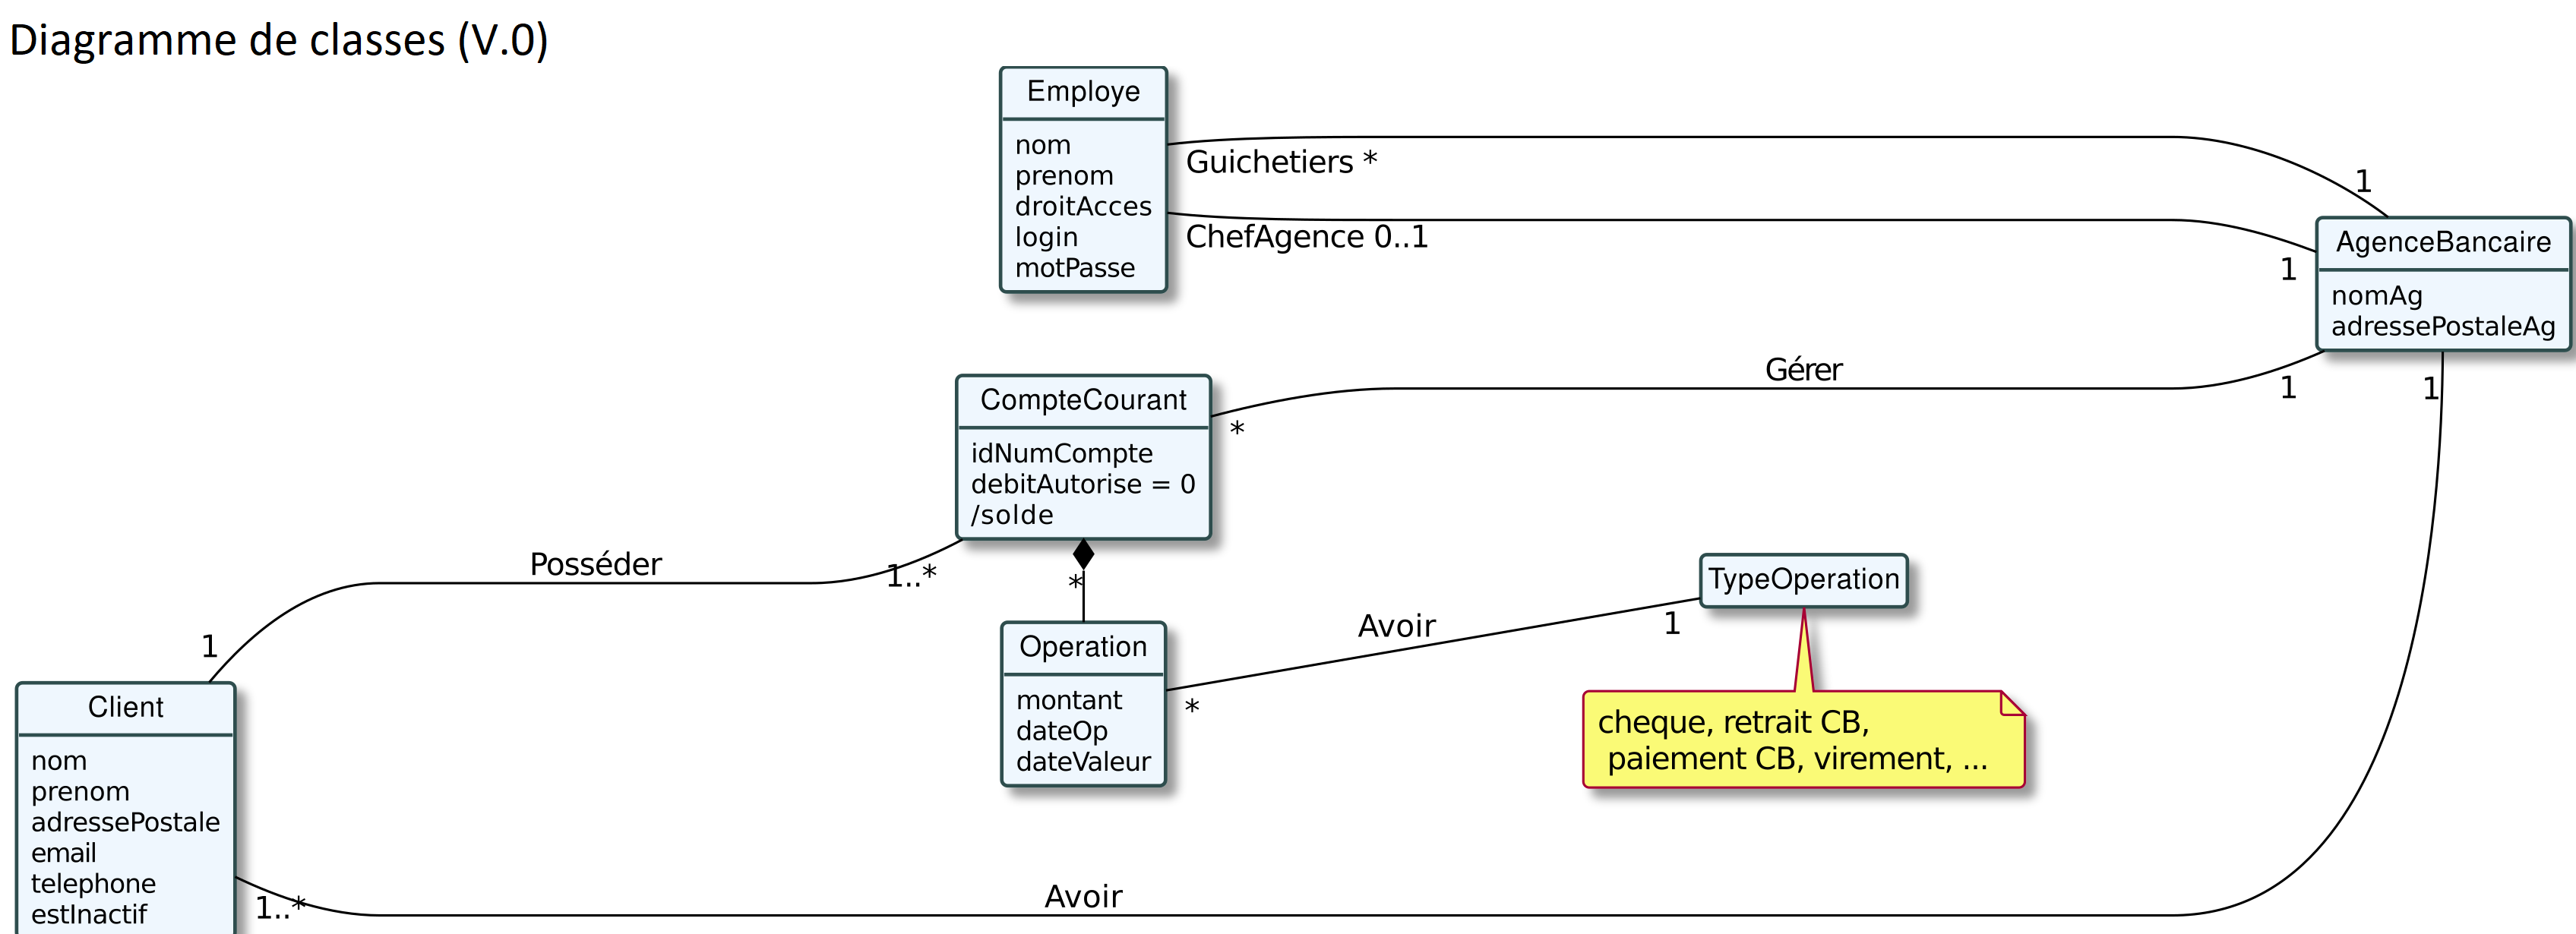 Diagramme de classes (V.0)
Employe
nom
prenom
droitAcces
login
motPasse
Guichetiers *
1
ChefAgence 0..1
1
AgenceBancaire
nomAg
adressePostaleAg
Gérer
*
1
1
CompteCourant
idNumCompte
debitAutorise = 0
/solde
Posséder
1..*
1
*
TypeOperation
Avoir
1
*
Operation
montant
dateOp
dateValeur
cheque, retrait CB,
paiement CB, virement, ...
Client
nom
prenom
adressePostale
email
telephone
estInactif
1..*
Avoir